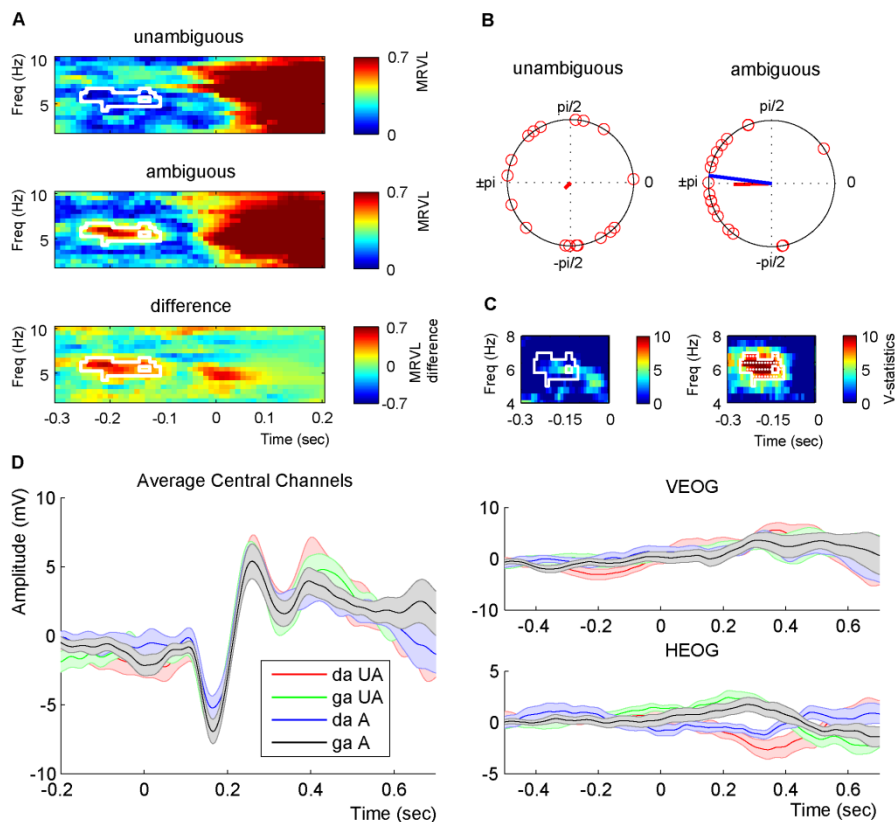 A
unambiguous
Freq (Hz)
10
5
0.7
0
MRVL
ambiguous
Freq (Hz)
10
5
0.7
0
MRVL
difference
Freq (Hz)
10
5
0.7
-0.7
MRVL
difference
-0.3 -0.2 -0.1 0 0.1 0.2
Time (sec)
B
unambiguous
pi/2
±pi
0
-pi/2
ambiguous
pi/2
±pi
0
-pi/2
C
Freq (Hz)
8
6
4
-0.3 -0.15 0
10
5
0
Freq (Hz)
8
6
4
-0.3 -0.15 0
Time (sec)
10
5
0
V-statistics
D
Average Central Channels
Amplitude (mV)
10
5
0
-5
-10
-0.2 0 0.2 0.4 0.6
Time (sec)
da UA
ga UA
da A
ga A
VEOG
10
0
-10
-0.4 -0.2 0 0.2 0.4 0.6
HEOG
5
0
-5
-0.4 -0.2 0 0.2 0.4 0.6
Time (sec)